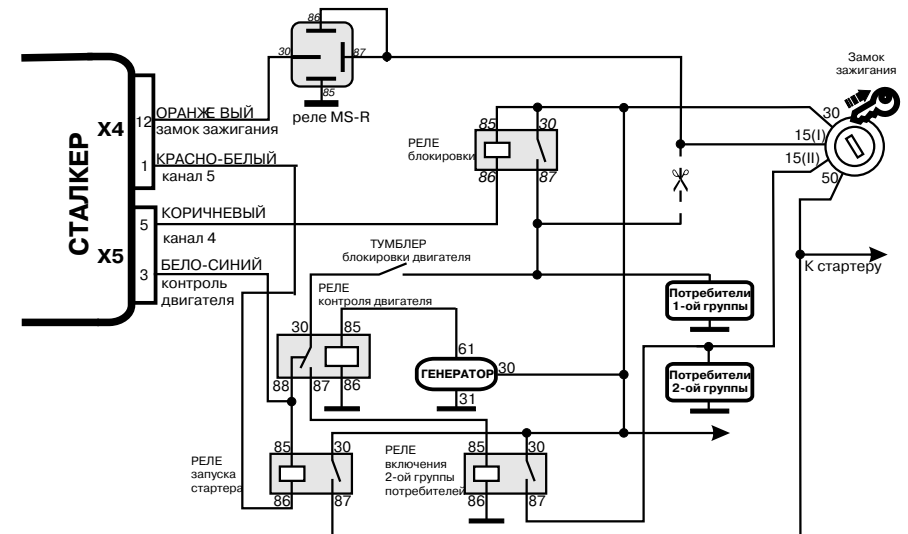 86
30
87
85
реле MS-R
Замок
зажигания
СТАЛКЕР
X4
12
ОРАНЖЕ ВЫЙ
замок зажигания
1
КРАСНО-БЕЛЫЙ
канал 5
X5
5
КОРИЧНЕВЫЙ
канал 4
3
БЕЛО-СИНИЙ
контроль
двигателя
РЕЛЕ
блокировки
85
30
86
87
30
15(I)
15(II)
50
К стартеру
ТУМБЛЕР
блокировки двигателя
РЕЛЕ
контроля двигателя
30
85
88
87
86
61
ГЕНЕРАТОР
30
31
Потребители
1-ой группы
Потребители
2-ой группы
РЕЛЕ
запуска
стартера
85
30
86
87
РЕЛЕ
включения
2-ой группы
потребителей
85
30
86
87